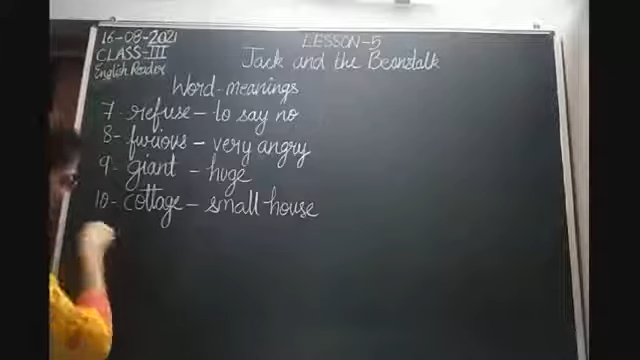 16-08-2021
CLASS-III
English Reader
LESSON-5
Jack and the Beanstalk
Word-meanings
7- refuse - to say no
8- furious - very angry
9- giant - huge
10- cottage - small house